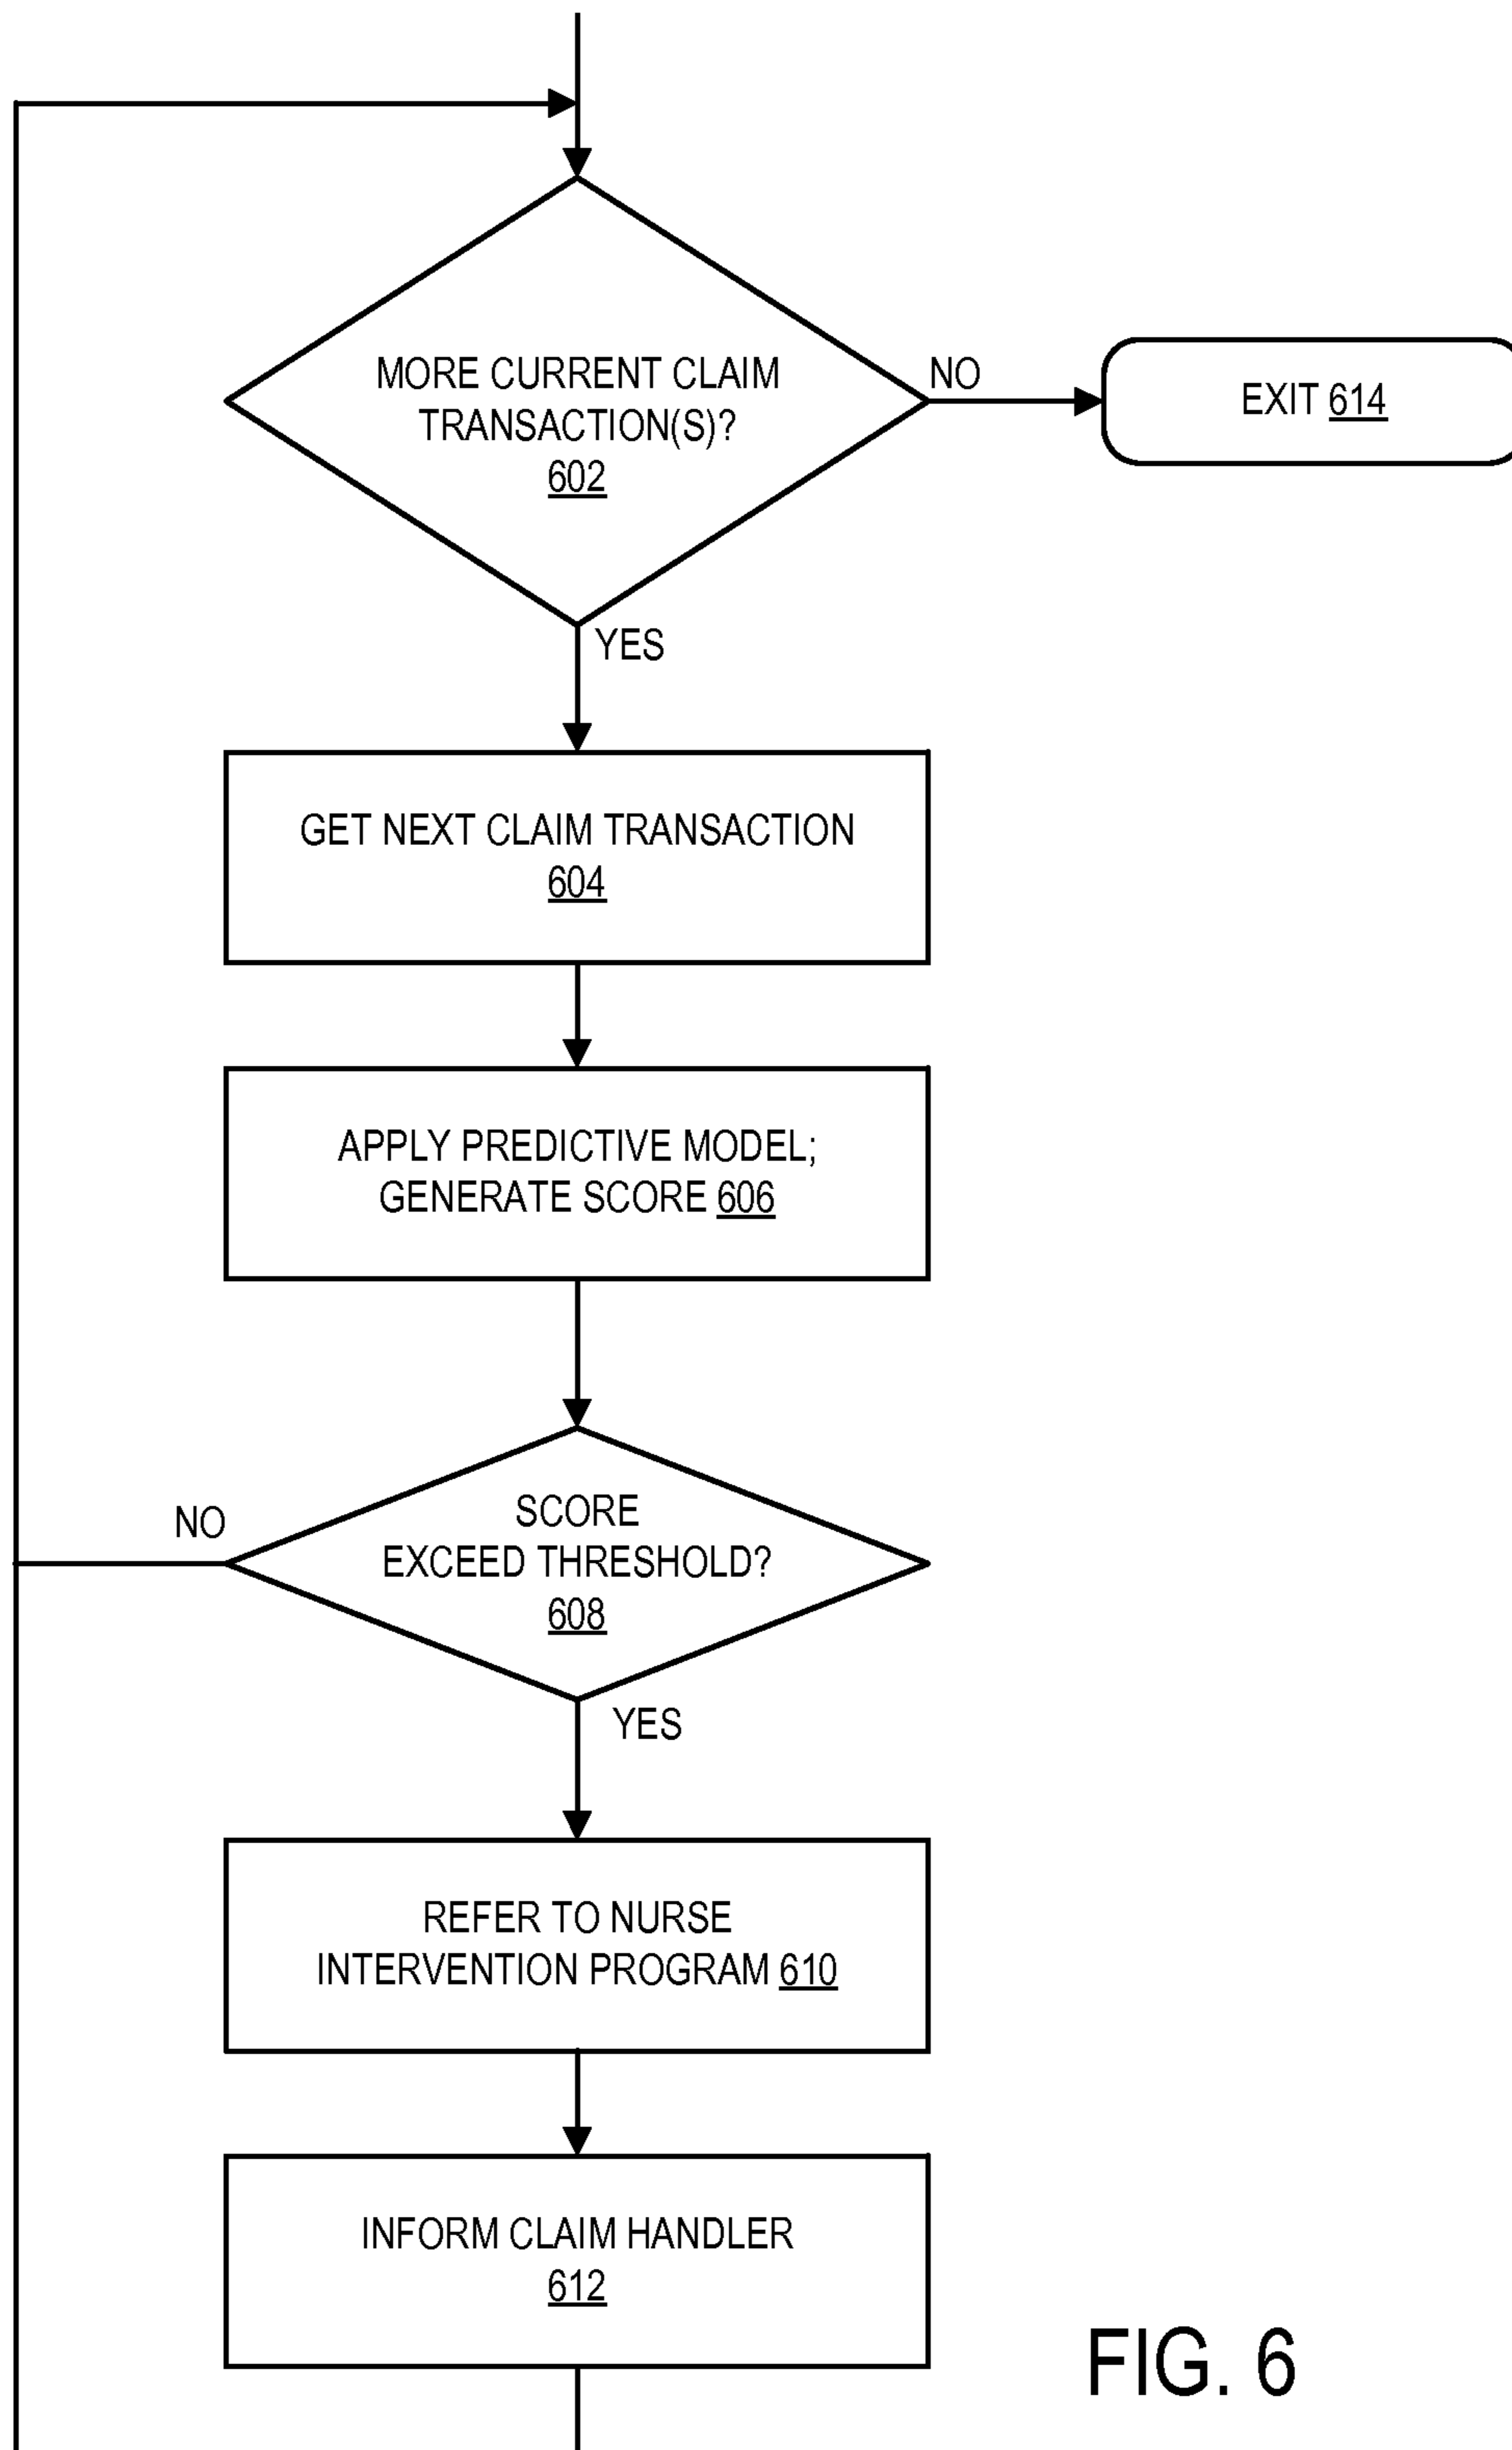 MORE CURRENT CLAIM
TRANSACTION(S)?
602
NO
EXIT 614
YES
GET NEXT CLAIM TRANSACTION
604
APPLY PREDICTIVE MODEL;
GENERATE SCORE 606
NO
SCORE
EXCEED THRESHOLD?
608
YES
REFER TO NURSE
INTERVENTION PROGRAM 610
INFORM CLAIM HANDLER
612
FIG. 6